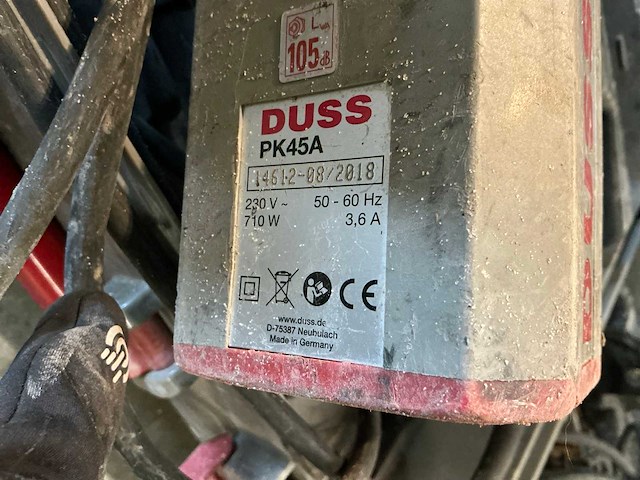 L
105 dB
DUSS
PK45A
14612-08/2018
230 V ~ 50 - 60 Hz
710 W 3,6 A
CE
www.duss.de
D-75387 Neubulach
Made in Germany